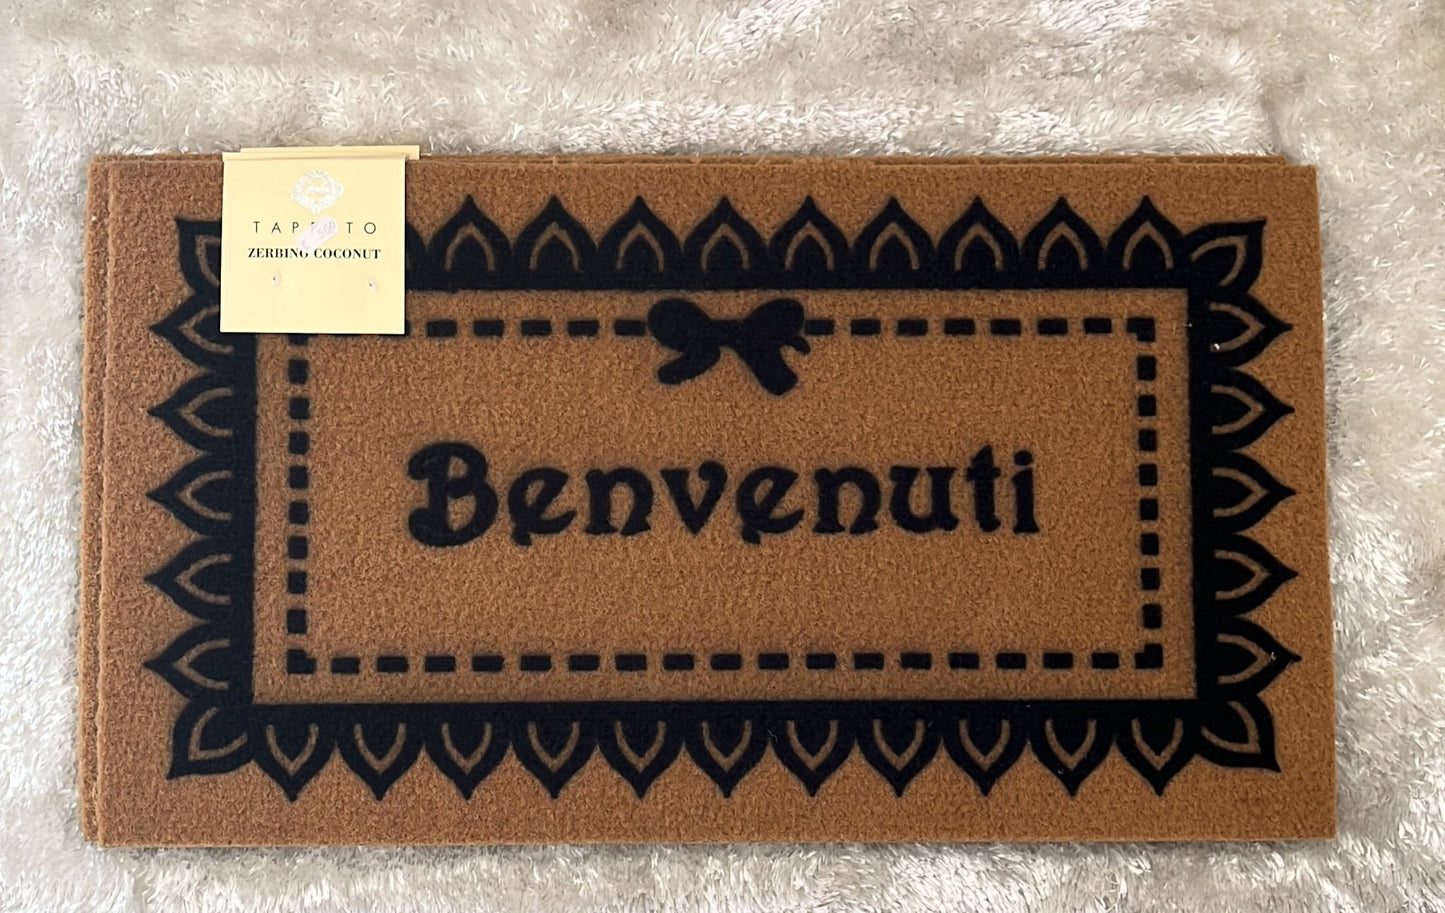 TAPPETO
ZERBINO COCONUT
Benvenuti